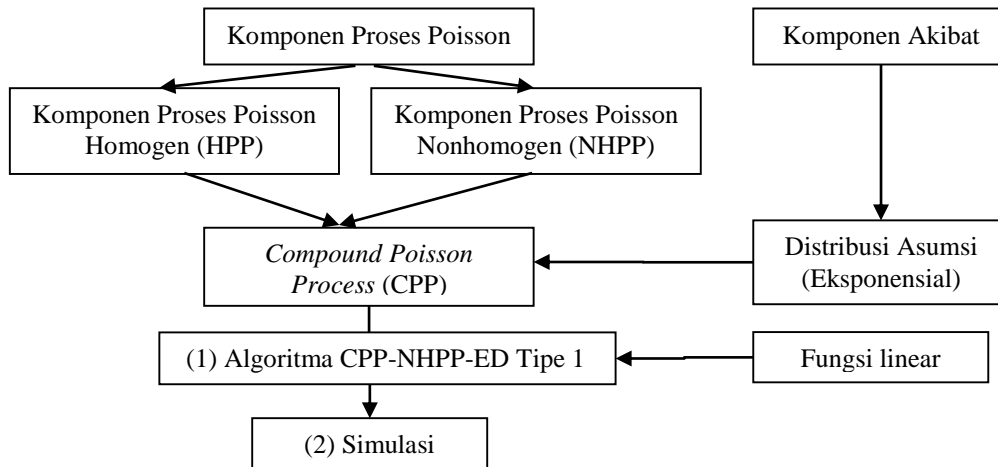 Komponen Proses Poisson
Komponen Akibat
Komponen Proses Poisson
Homogen (HPP)
Komponen Proses Poisson
Nonhomogen (NHPP)
Compound Poisson
Process (CPP)
Distribusi Asumsi
(Eksponensial)
(1) Algoritma CPP-NHPP-ED Tipe 1
Fungsi linear
(2) Simulasi